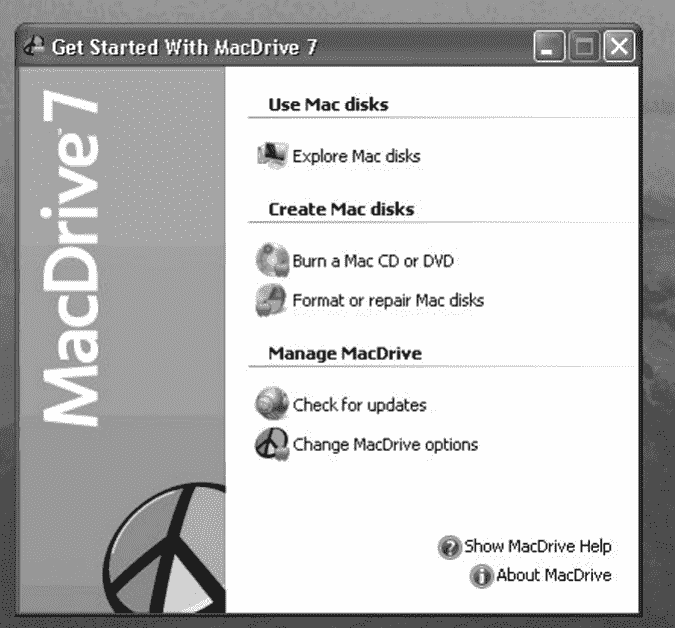 Get Started With MacDrive 7
MacDrive 7
Use Mac disks
Explore Mac disks
Create Mac disks
Burn a Mac CD or DVD
Format or repair Mac disks
Manage MacDrive
Check for updates
Change MacDrive options
Show MacDrive Help
About MacDrive